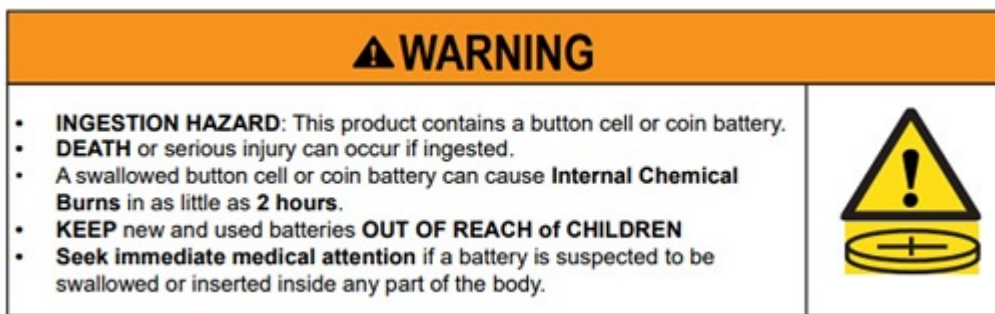 WARNING
• INGESTION HAZARD: This product contains a button cell or coin battery.
• DEATH or serious injury can occur if ingested.
• A swallowed button cell or coin battery can cause Internal Chemical
Burns in as little as 2 hours.
• KEEP new and used batteries OUT OF REACH of CHILDREN
• Seek immediate medical attention if a battery is suspected to be
swallowed or inserted inside any part of the body.